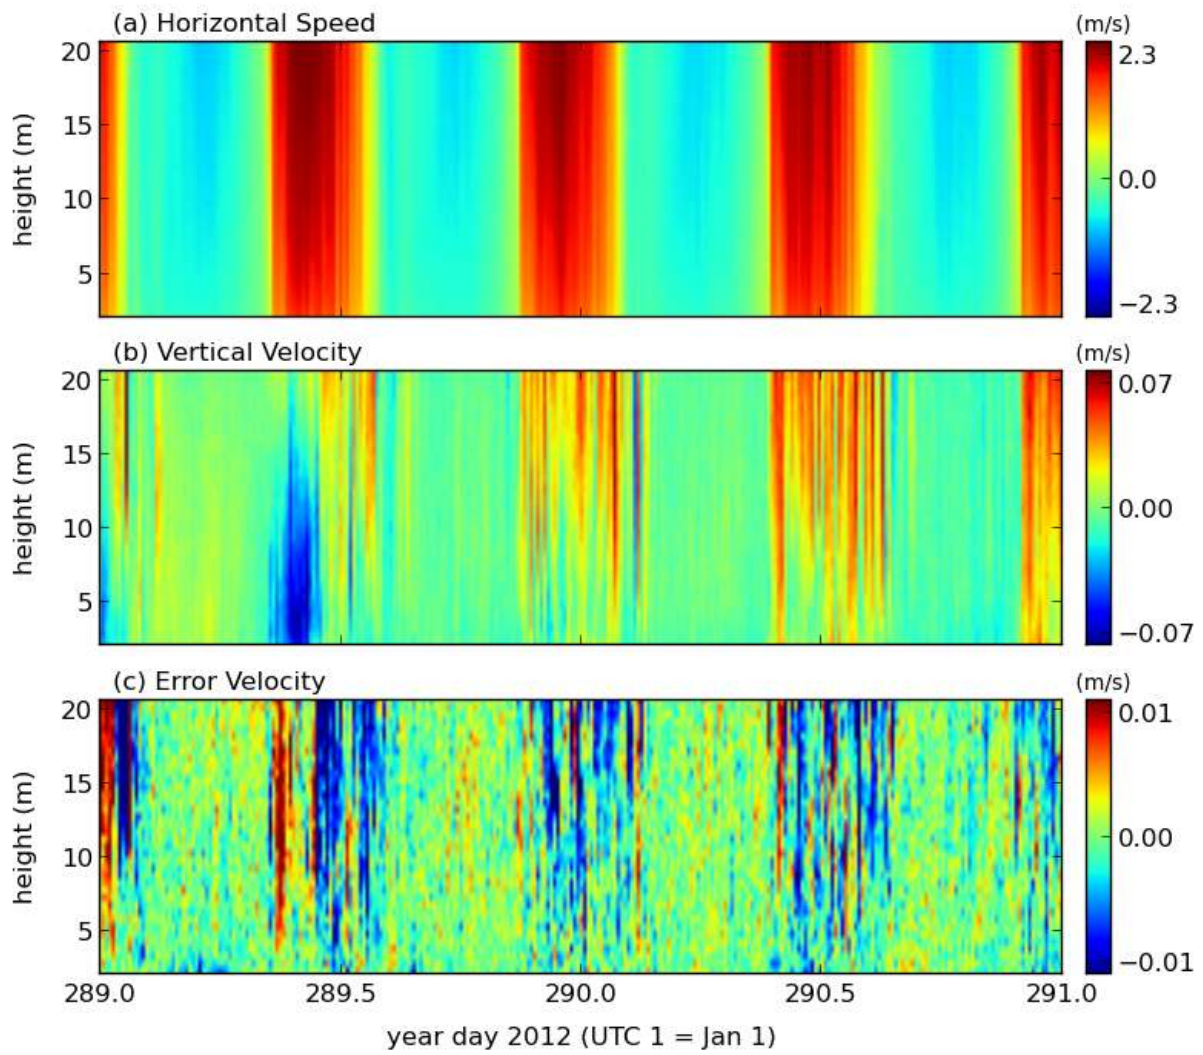 (a) Horizontal Speed (m/s)
20
15
10
5
height (m)
2.3
0.0
−2.3
(b) Vertical Velocity (m/s)
20
15
10
5
height (m)
0.07
0.00
−0.07
(c) Error Velocity (m/s)
20
15
10
5
height (m)
0.01
0.00
−0.01
289.0 289.5 290.0 290.5 291.0
year day 2012 (UTC 1 = Jan 1)